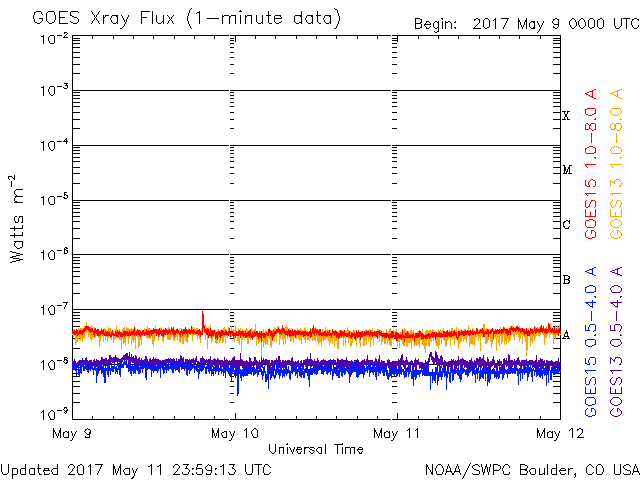 GOES Xray Flux (1-minute data)
Begin: 2017 May 9 0000 UTC
10⁻²
10⁻³
10⁻⁴
10⁻⁵
10⁻⁶
10⁻⁷
10⁻⁸
10⁻⁹
Watts m⁻²
X
M
C
B
A
GOES15 1.0-8.0 A
GOES13 1.0-8.0 A
GOES15 0.5-4.0 A
GOES13 0.5-4.0 A
May 9
May 10
May 11
May 12
Universal Time
Updated 2017 May 11 23:59:13 UTC
NOAA/SWPC Boulder, CO USA